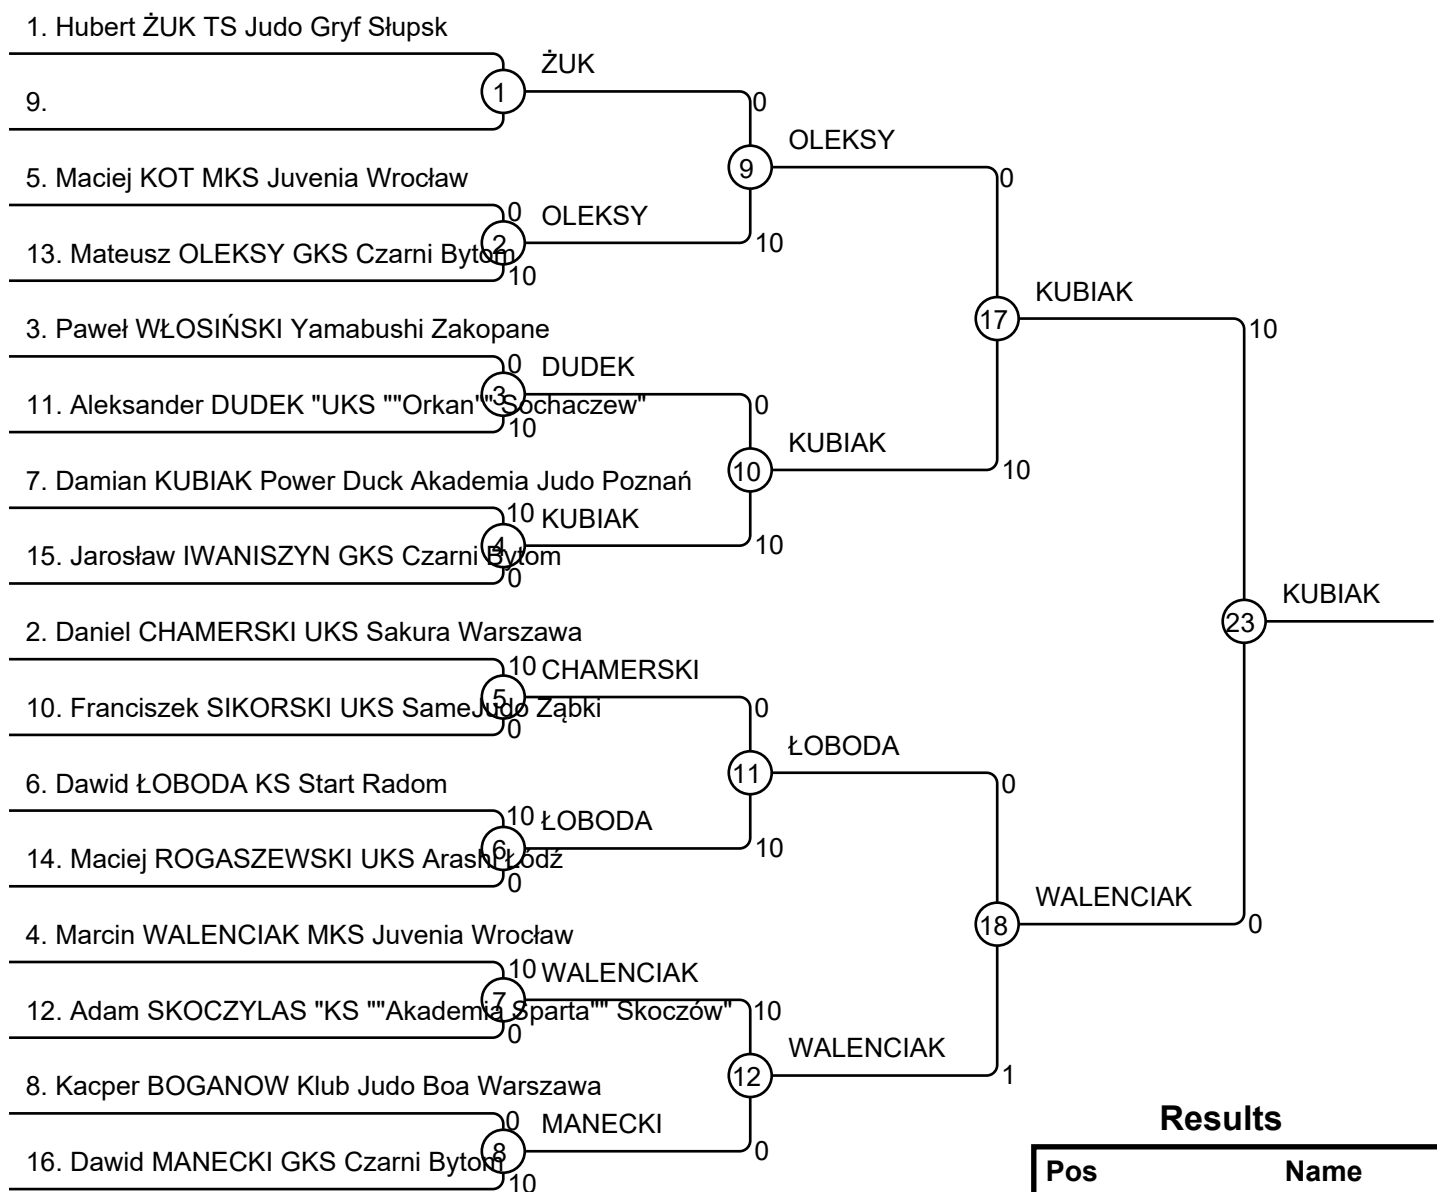 1. Hubert ŻUK TS Judo Gryf Słupsk
ŻUK
1
9.
0
OLEKSY
9
5. Maciej KOT MKS Juvenia Wrocław
0
0
OLEKSY
2
10
13. Mateusz OLEKSY GKS Czarni Bytom
10
KUBIAK
17
10
3. Paweł WŁOSIŃSKI Yamabushi Zakopane
0
DUDEK
3
0
11. Aleksander DUDEK "UKS ""Orkan"" Sochaczew"
10
KUBIAK
10
10
7. Damian KUBIAK Power Duck Akademia Judo Poznań
10
KUBIAK
4
10
15. Jarosław IWANISZYN GKS Czarni Bytom
0
KUBIAK
23
2. Daniel CHAMERSKI UKS Sakura Warszawa
10
CHAMERSKI
5
0
10. Franciszek SIKORSKI UKS SameJudo Ząbki
0
ŁOBODA
11
0
6. Dawid ŁOBODA KS Start Radom
10
ŁOBODA
6
10
14. Maciej ROGASZEWSKI UKS Arashi Łódź
0
WALENCIAK
18
0
4. Marcin WALENCIAK MKS Juvenia Wrocław
10
WALENCIAK
7
10
12. Adam SKOCZYLAS "KS ""Akademia Sparta"" Skoczów"
0
WALENCIAK
12
1
8. Kacper BOGANOW Klub Judo Boa Warszawa
0
MANECKI
8
0
16. Dawid MANECKI GKS Czarni Bytom
10
Results
Pos Name